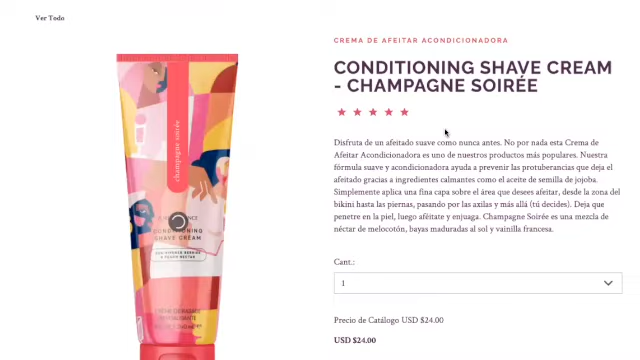 Ver Todo
CREMA DE AFEITAR ACONDICIONADORA
CONDITIONING SHAVE CREAM
- CHAMPAGNE SOIRÉE
Disfruta de un afeitado suave como nunca antes. No por nada esta Crema de
Afeitar Acondicionadora es uno de nuestros productos más populares. Nuestra
fórmula suave y acondicionadora ayuda a prevenir las protuberancias que deja el
afeitado gracias a ingredientes calmantes como el aceite de semilla de jojoba.
Simplemente aplica una fina capa sobre el área que desees afeitar, desde la zona del
bikini hasta las piernas, pasando por las axilas y más allá (tú decides). Deja que
penetre en la piel, luego aféitate y enjuaga. Champagne Soirée es una mezcla de
néctar de melocotón, bayas maduradas al sol y vainilla francesa.
Cant.:
1
Precio de Catálogo USD $24.00
USD $24.00
champagne soirée
CONDITIONING
SHAVE CREAM